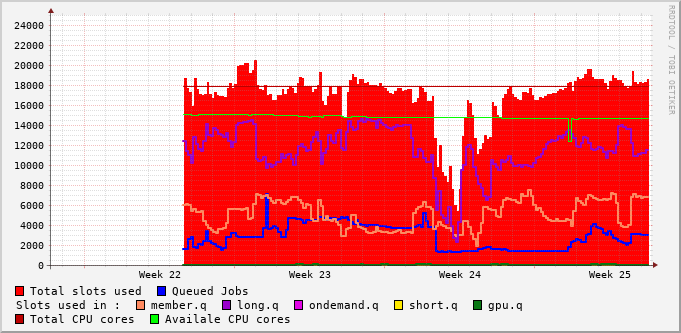 RRDTOOL / TOBI OETIKER
24000
22000
20000
18000
16000
14000
12000
10000
8000
6000
4000
2000
0
Week 22 Week 23 Week 24 Week 25
Total slots used Queued Jobs
Slots used in : member.q long.q ondemand.q short.q gpu.q
Total CPU cores Availale CPU cores